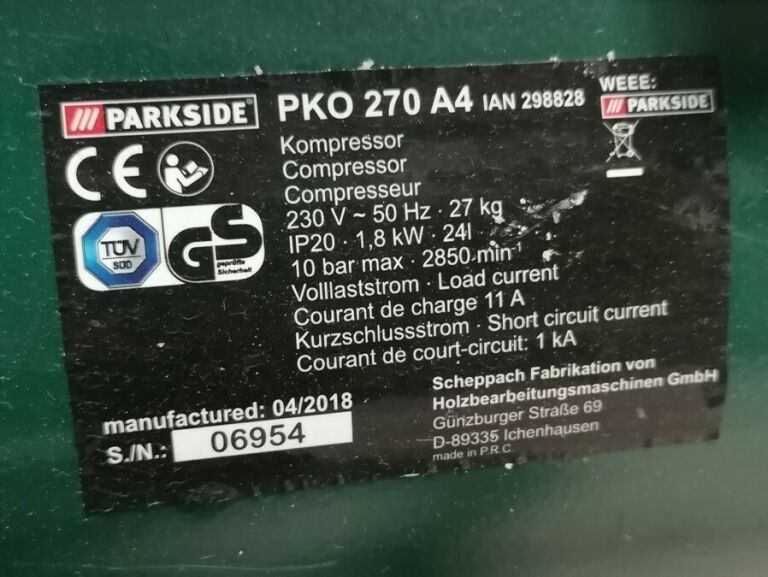 /// PARKSIDE®
PKO 270 A4 IAN 298828
WEEE:
/// PARKSIDE
CE
Kompressor
Compressor
Compresseur
230 V ~ 50 Hz · 27 kg
IP20 · 1,8 kW · 24l
10 bar max · 2850 min⁻¹
Volllaststrom · Load current
Courant de charge 11 A
Kurzschlussstrom · Short circuit current
Courant de court-circuit: 1 kA
TÜV
SÜD
GS
geprüfte
Sicherheit
manufactured: 04/2018
S./N.: 06954
Scheppach Fabrikation von
Holzbearbeitungsmaschinen GmbH
Günzburger Straße 69
D-89335 Ichenhausen
made in P.R.C.